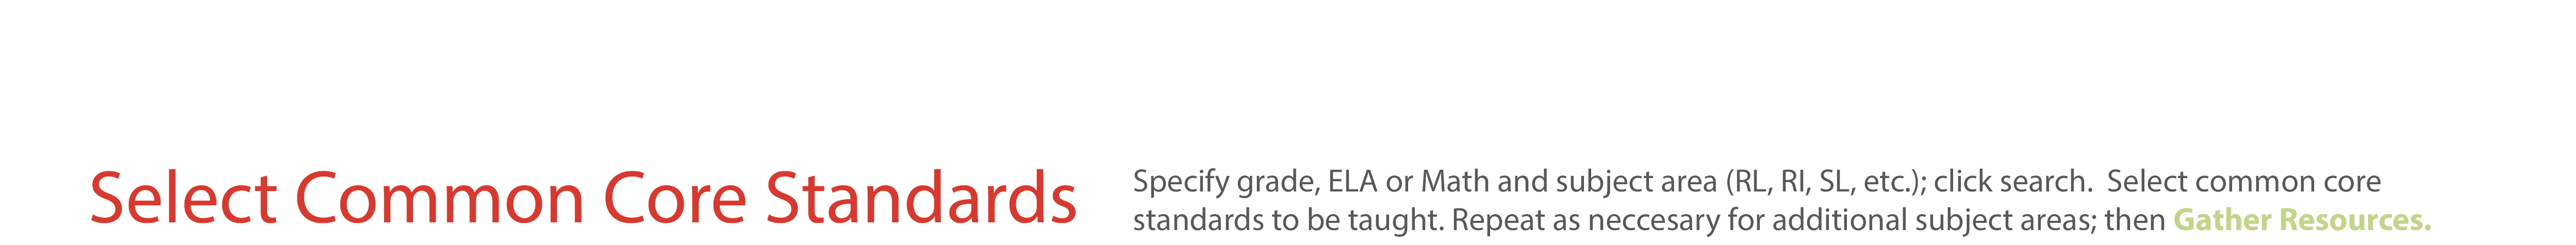 Select Common Core Standards
Specify grade, ELA or Math and subject area (RL, RI, SL, etc.); click search.  Select common core
standards to be taught. Repeat as neccesary for additional subject areas; then Gather Resources.